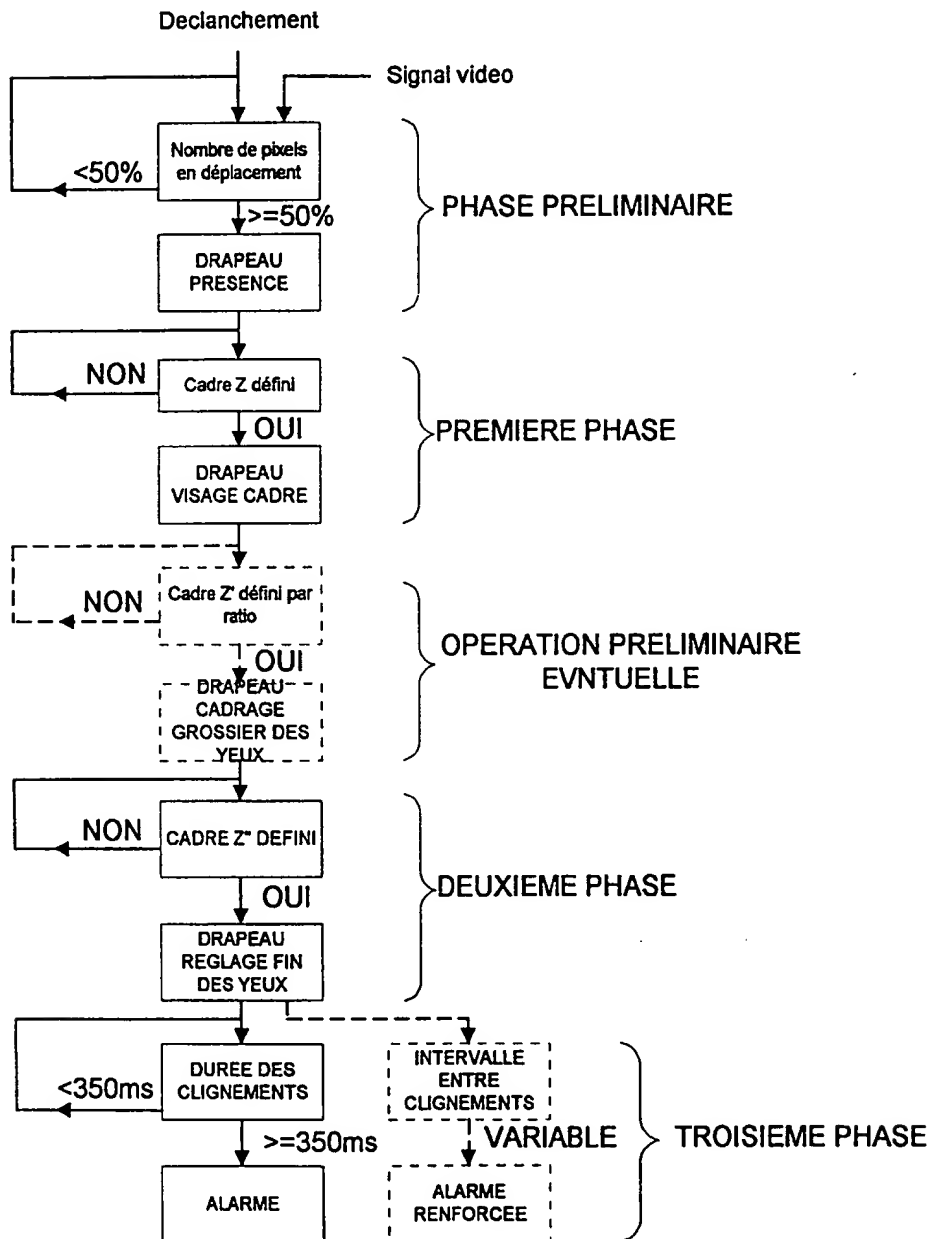 Declanchement
Signal video
Nombre de pixels
en déplacement
<50%
>=50%
PHASE PRELIMINAIRE
DRAPEAU
PRESENCE
NON
Cadre Z défini
OUI
PREMIERE PHASE
DRAPEAU
VISAGE CADRE
NON
Cadre Z' défini par
ratio
OUI
OPERATION PRELIMINAIRE
EVNTUELLE
DRAPEAU
CADRAGE
GROSSIER DES
YEUX
NON
CADRE Z" DEFINI
OUI
DEUXIEME PHASE
DRAPEAU
REGLAGE FIN
DES YEUX
<350ms
DUREE DES
CLIGNEMENTS
INTERVALLE
ENTRE
CLIGNEMENTS
>=350ms
VARIABLE
TROISIEME PHASE
ALARME
ALARME
RENFORCEE